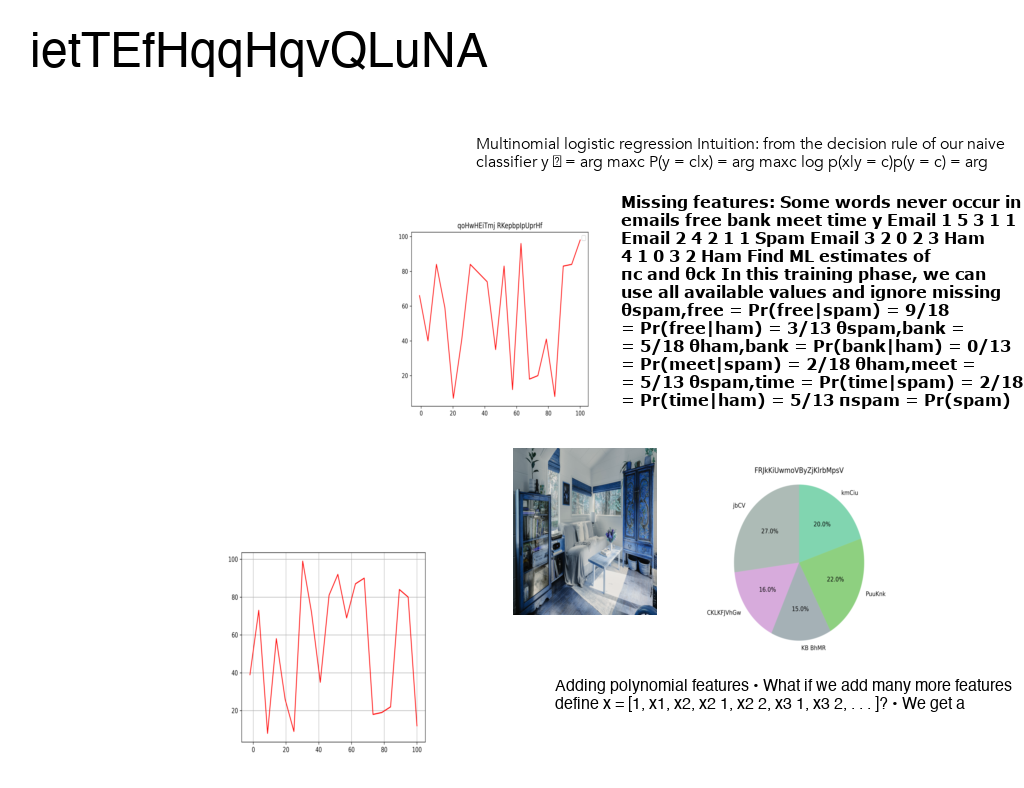 ietTEfHqqHqvQLuNA
Multinomial logistic regression Intuition: from the decision rule of our naive
classifier y = arg maxc P(y = c|x) = arg maxc log p(x|y = c)p(y = c) = arg
Missing features: Some words never occur in
emails free bank meet time y Email 1 5 3 1 1
Email 2 4 2 1 1 Spam Email 3 2 0 2 3 Ham
4 1 0 3 2 Ham Find ML estimates of
πc and θck In this training phase, we can
use all available values and ignore missing
θspam,free = Pr(free|spam) = 9/18
= Pr(free|ham) = 3/13 θspam,bank =
= 5/18 θham,bank = Pr(bank|ham) = 0/13
= Pr(meet|spam) = 2/18 θham,meet =
= 5/13 θspam,time = Pr(time|spam) = 2/18
= Pr(time|ham) = 5/13 πspam = Pr(spam)
qoHwHEiTmj RKepbpIpUprHf
100
80
60
40
20
0 20 40 60 80 100
FRJkKiUwmoVByZjKlrbMpsV
kmCiu
JbCV
20.0%
27.0%
22.0%
16.0%
PuuKnk
15.0%
CKLKFJVhGw
KB BhMR
100
80
60
40
20
0 20 40 60 80 100
Adding polynomial features • What if we add many more features
define x = [1, x1, x2, x2 1, x2 2, x3 1, x3 2, . . . ]? • We get a